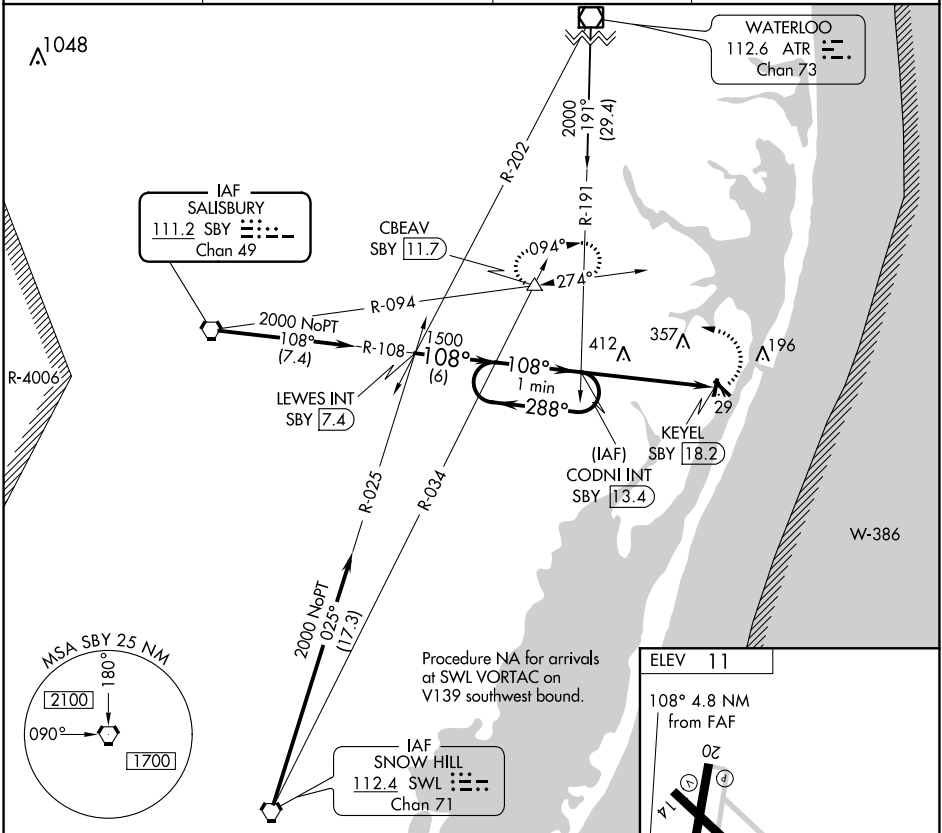 1048
WATERLOO
112.6 ATR
Chan 73
2000
191°
(29.4)
R-202
R-191
IAF
SALISBURY
111.2 SBY
Chan 49
CBEAV
SBY 11.7
094°
274°
R-094
2000 NoPT
108°
(7.4)
R-108
1500
108°
(6)
108°
1 min
288°
412
357
196
29
R-4006
LEWES INT
SBY 7.4
KEYEL
SBY 18.2
(IAF)
CODNI INT
SBY 13.4
R-025
R-034
W-386
2000 NoPT
025°
(17.3)
MSA SBY 25 NM
180°
2100
090°
1700
Procedure NA for arrivals
at SWL VORTAC on
V139 southwest bound.
IAF
SNOW HILL
112.4 SWL
Chan 71
ELEV 11
108° 4.8 NM
from FAF
20
P
V
14